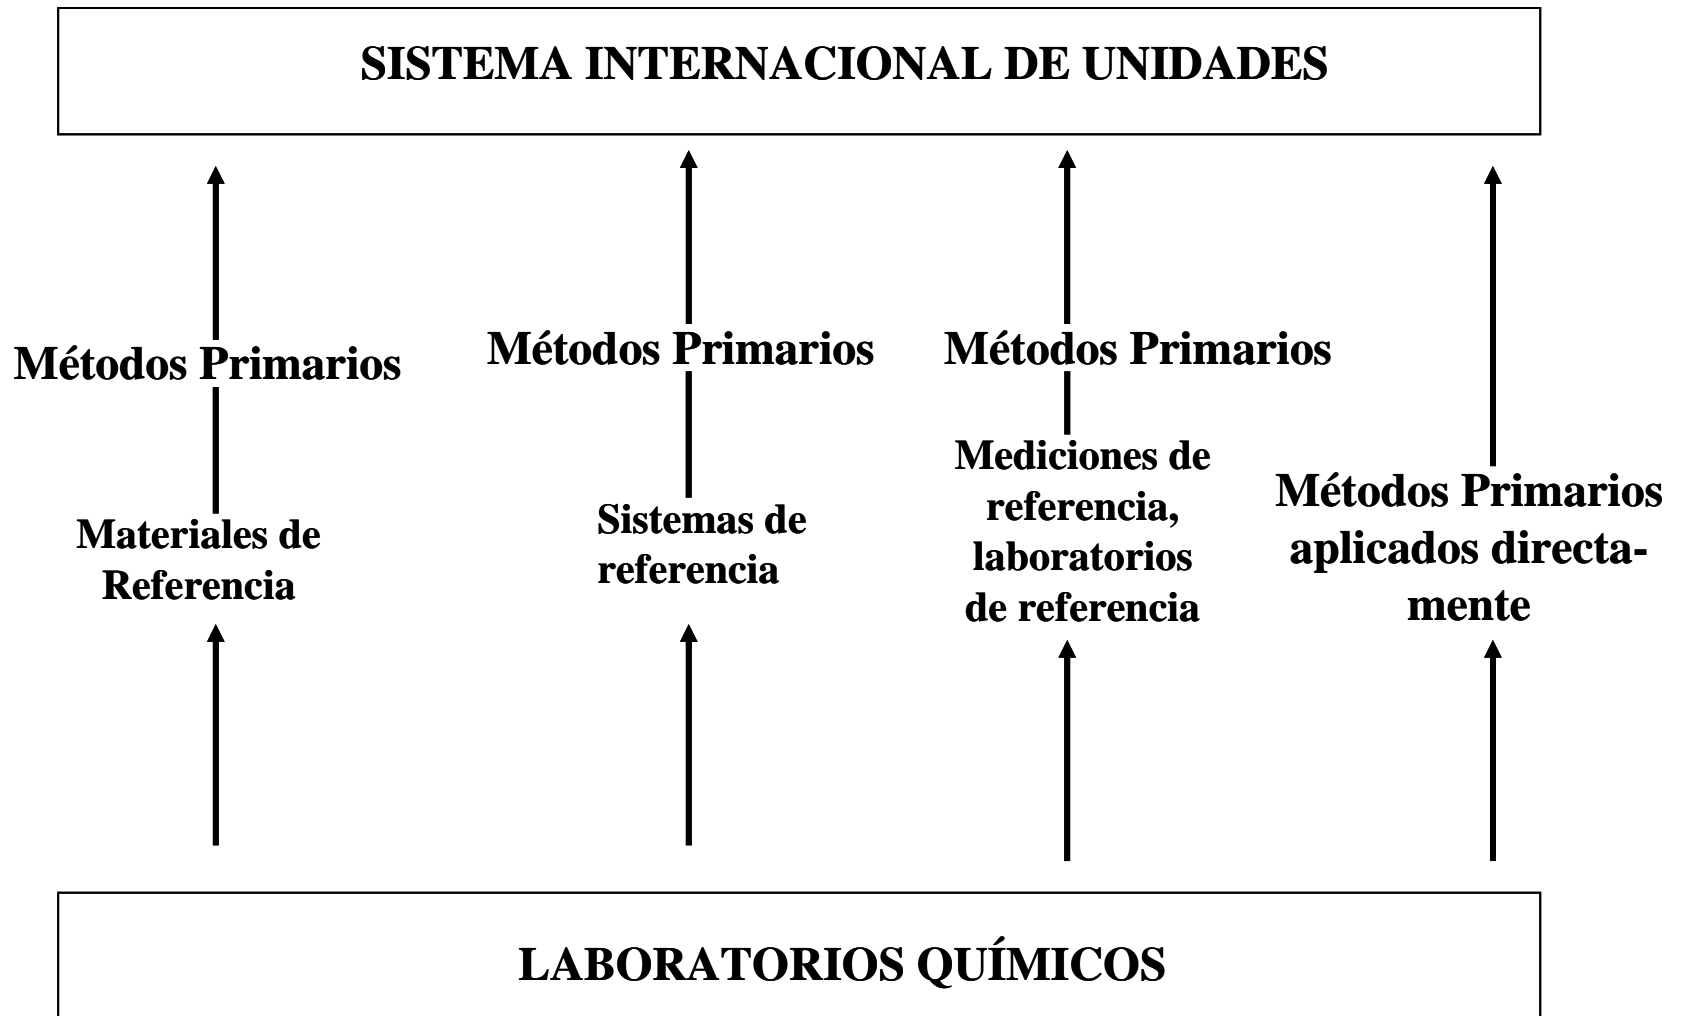 SISTEMA INTERNACIONAL DE UNIDADES
Métodos Primarios
Métodos Primarios
Métodos Primarios
Materiales de
Referencia
Sistemas de
referencia
Mediciones de
referencia,
laboratorios
de referencia
Métodos Primarios
aplicados directa-
mente
LABORATORIOS QUÍMICOS